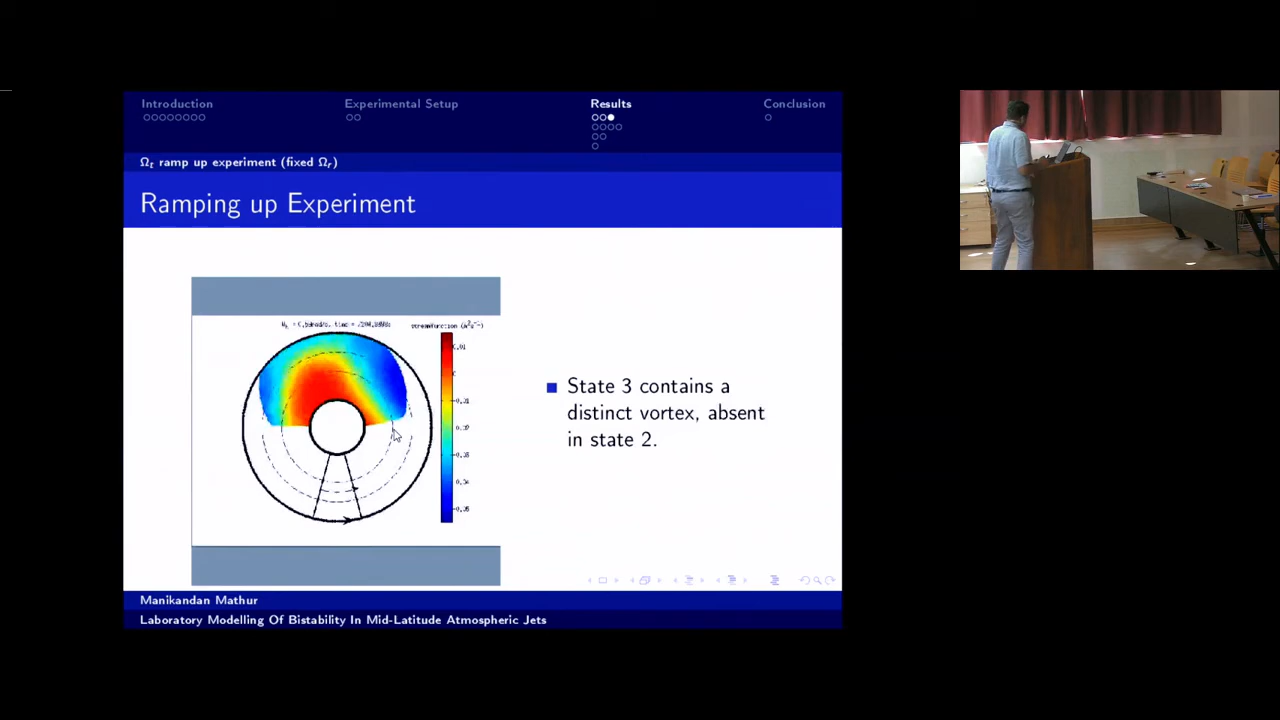 Introduction
Experimental Setup
Results
Conclusion
Ωr ramp up experiment (fixed Ωr)
Ramping up Experiment
State 3 contains a
distinct vortex, absent
in state 2.
Manikandan Mathur
Laboratory Modelling Of Bistability In Mid-Latitude Atmospheric Jets